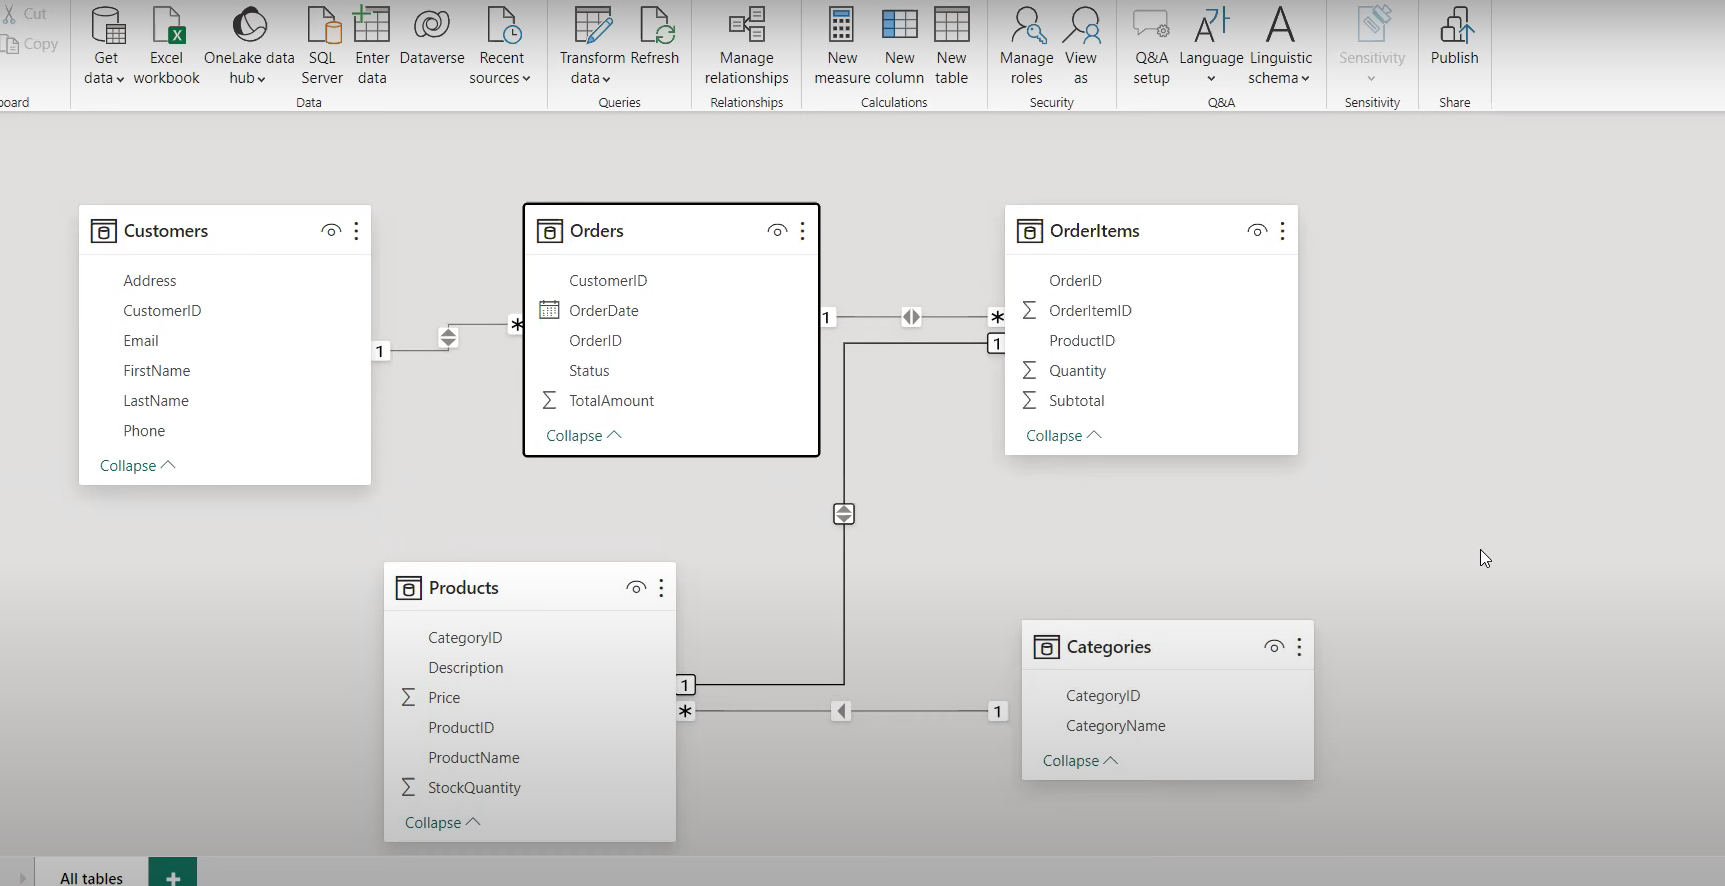 Cut
Copy
Get data
Excel workbook
OneLake data hub
SQL Server
Enter data
Dataverse
Recent sources
Transform data
Refresh
Manage relationships
New measure
New column
New table
Manage roles
View as
Q&A setup
Language
Linguistic schema
Sensitivity
Publish
board
Data
Queries
Relationships
Calculations
Security
Q&A
Sensitivity
Share
Customers
Address
CustomerID
Email
FirstName
LastName
Phone
Collapse
1
*
Orders
CustomerID
OrderDate
OrderID
Status
TotalAmount
Collapse
1
*
1
OrderItems
OrderID
OrderItemID
ProductID
Quantity
Subtotal
Collapse
Products
CategoryID
Description
Price
ProductID
ProductName
StockQuantity
Collapse
1
*
1
Categories
CategoryID
CategoryName
Collapse
All tables
+